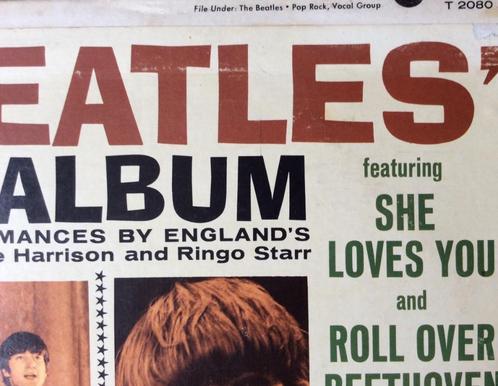 File Under: The Beatles • Pop Rock, Vocal Group
T 2080
EATLES'
ALBUM
MANCES BY ENGLAND'S
e Harrison and Ringo Starr
featuring
SHE
LOVES YOU
and
ROLL OVER
BEETHOVEN